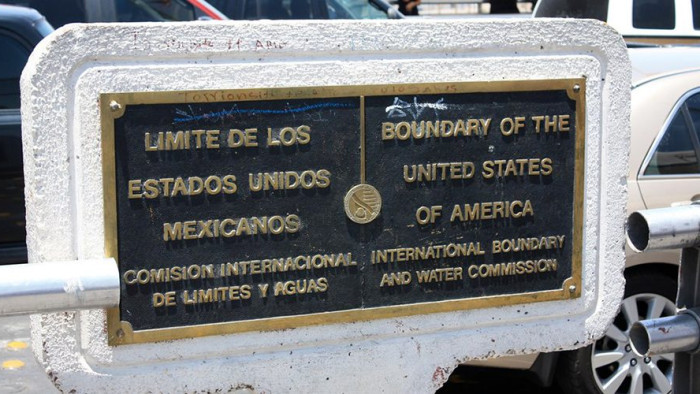 LIMITE DE LOS
ESTADOS UNIDOS
MEXICANOS
COMISION INTERNACIONAL
DE LIMITES Y AGUAS
BOUNDARY OF THE
UNITED STATES
OF AMERICA
INTERNATIONAL BOUNDARY
AND WATER COMMISSION